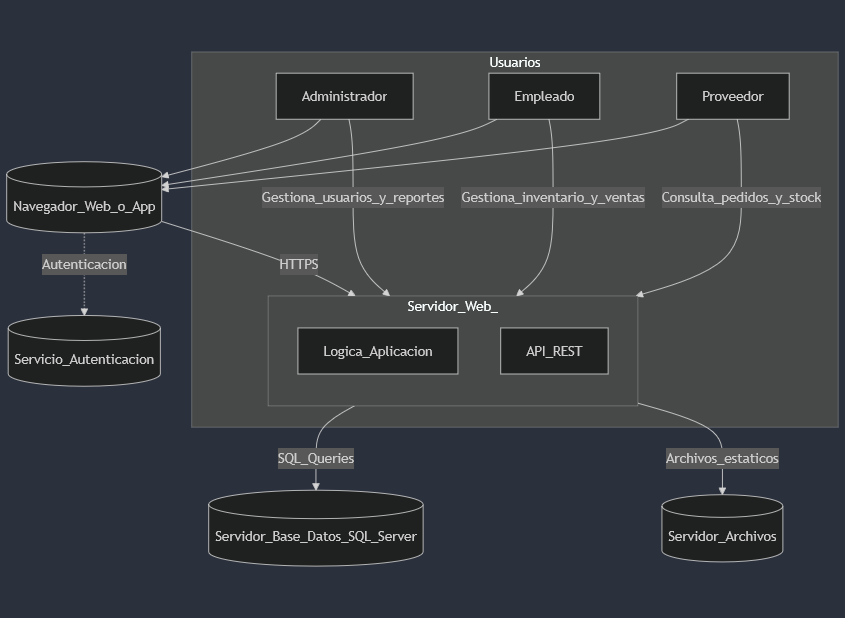 Usuarios
Administrador
Empleado
Proveedor
Navegador_Web_o_App
Gestiona_usuarios_y_reportes
Gestiona_inventario_y_ventas
Consulta_pedidos_y_stock
Autenticacion
HTTPS
Servidor_Web_
Servicio_Autenticacion
Logica_Aplicacion
API_REST
SQL_Queries
Archivos_estaticos
Servidor_Base_Datos_SQL_Server
Servidor_Archivos